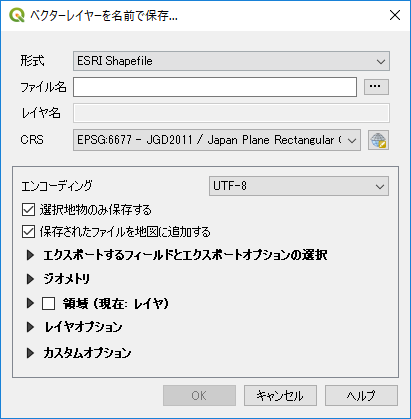 ベクターレイヤーを名前で保存...
形式 ESRI Shapefile
ファイル名 ...
レイヤ名
CRS EPSG:6677 - JGD2011 / Japan Plane Rectangular
エンコーディング UTF-8
選択地物のみ保存する
保存されたファイルを地図に追加する
エクスポートするフィールドとエクスポートオプションの選択
ジオメトリ
領域 (現在: レイヤ)
レイヤオプション
カスタムオプション
OK キャンセル ヘルプ